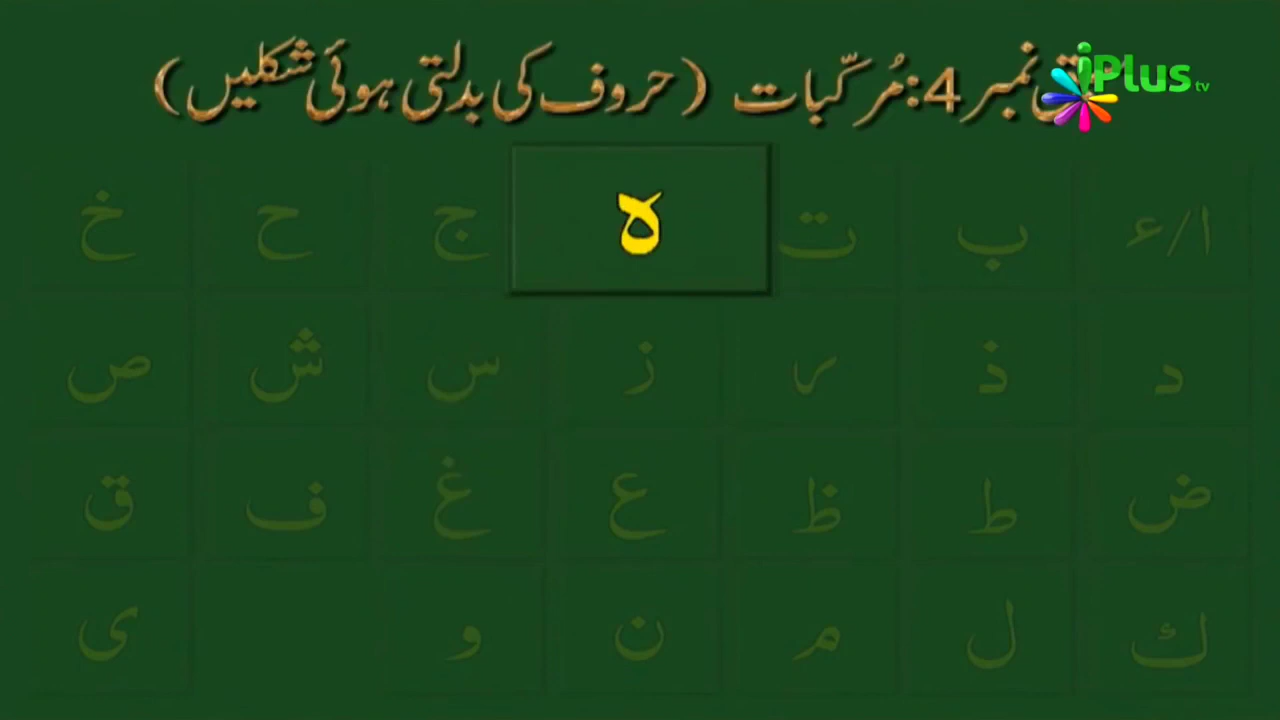 نمبر 4: مُرکّبات (حروف کی بدلتی ہوئی شکلیں)
iPlus tv
ا/ء ب ت ه ج ح خ
د ذ ر ز س ش ص
ض ط ظ ع غ ف ق
ك ل م ن و ی